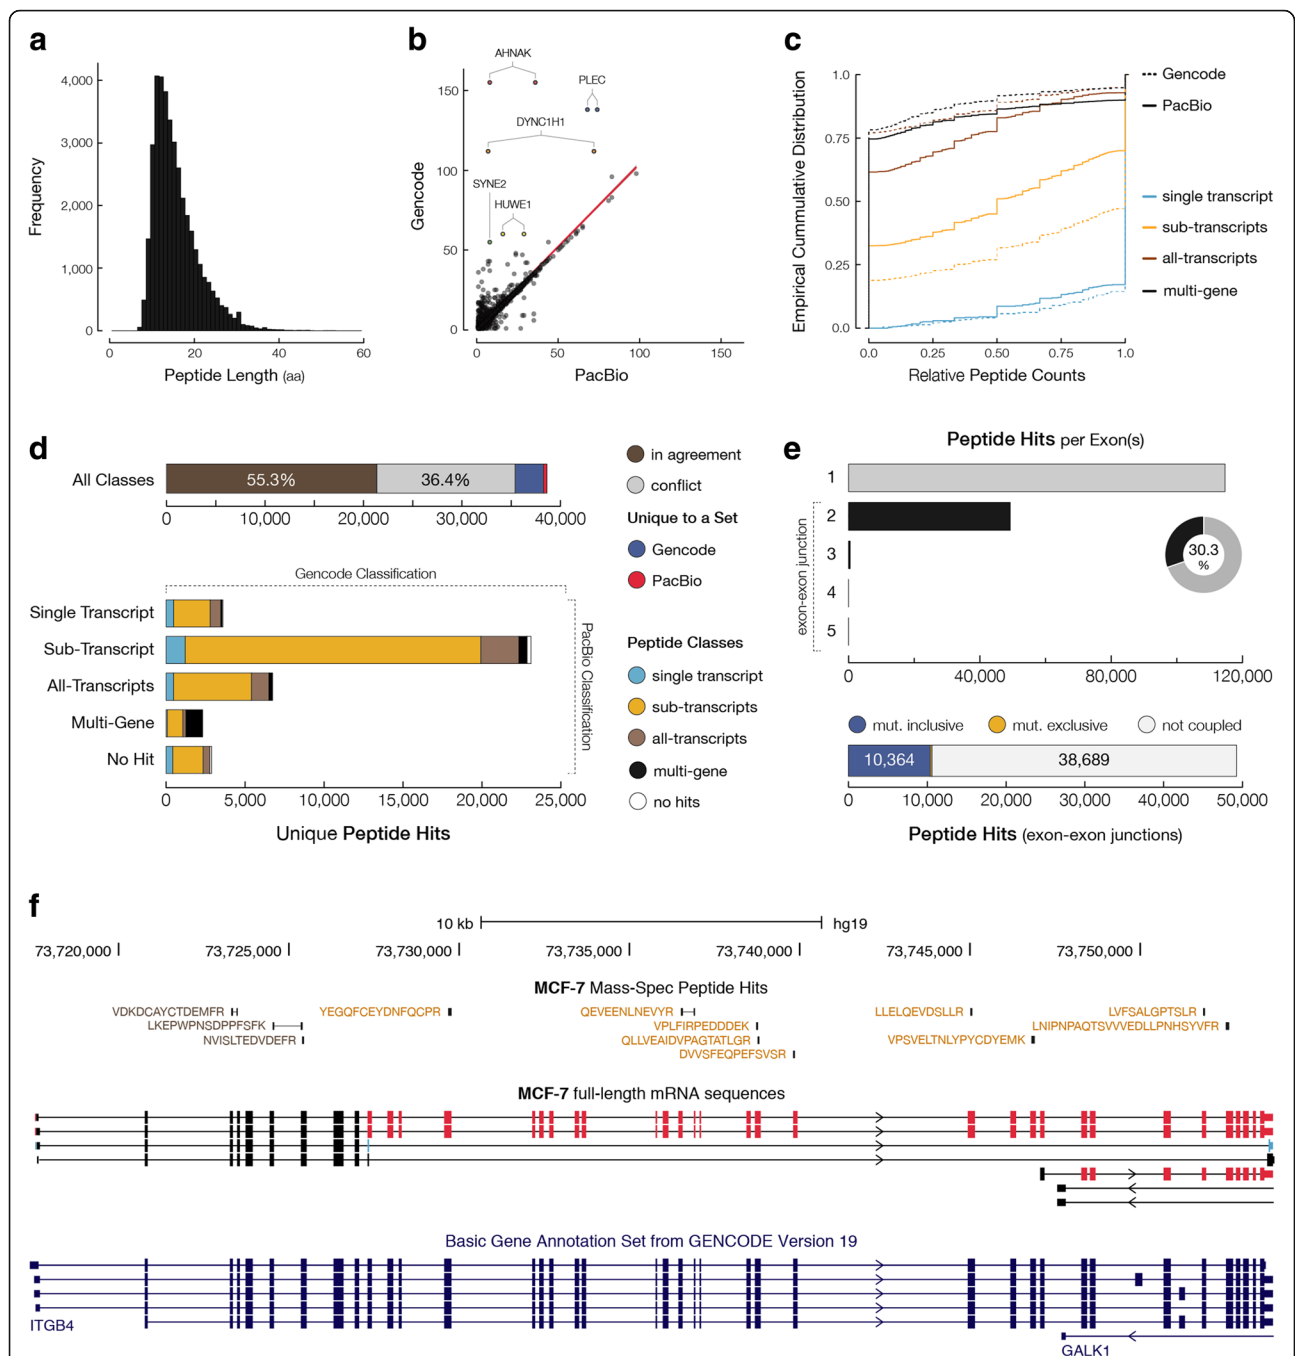 a
Frequency
4,000
3,000
2,000
1,000
0
0 20 40 60
Peptide Length (aa)
b
Gencode
150
100
50
0
AHNAK
PLEC
DYNC1H1
SYNE2
HUWE1
0 50 100 150
PacBio
c
Empirical Cummulative Distribution
1.0
0.75
0.50
0.25
0.0
0.0 0.25 0.50 0.75 1.0
Relative Peptide Counts
Gencode
PacBio
single transcript
sub-transcripts
all-transcripts
multi-gene
d
All Classes
55.3%
36.4%
0 10,000 20,000 30,000 40,000
Gencode Classification
Single Transcript
Sub-Transcript
All-Transcripts
Multi-Gene
No Hit
PacBio Classification
0 5,000 10,000 15,000 20,000 25,000
Unique Peptide Hits
in agreement
conflict
Unique to a Set
Gencode
PacBio
Peptide Classes
single transcript
sub-transcripts
all-transcripts
multi-gene
no hits
e
Peptide Hits per Exon(s)
1
2
3
4
5
exon-exon junction
30.3
%
0 40,000 80,000 120,000
mut. inclusive mut. exclusive not coupled
10,364 38,689
0 10,000 20,000 30,000 40,000 50,000
Peptide Hits (exon-exon junctions)
f
10 kb hg19
73,720,000 73,725,000 73,730,000 73,735,000 73,740,000 73,745,000 73,750,000
MCF-7 Mass-Spec Peptide Hits
VDKDCAYCTDEMFR YEGQFCEYDNFQCPR QEVEENLNEVYR LLELQEVDSLLR LVFSALGPTSLR
LKEPWPNSDPPFSFK VPLFIRPEDDDEK LNIPNPAQTSVVVEDLLPNHSYVFR
NVISLTEDVDEFR QLLVEAIDVPAGTATLGR VPSVELTNLYPYCDYEMK
DVVSFEQPEFSVSR
MCF-7 full-length mRNA sequences
Basic Gene Annotation Set from GENCODE Version 19
ITGB4
GALK1